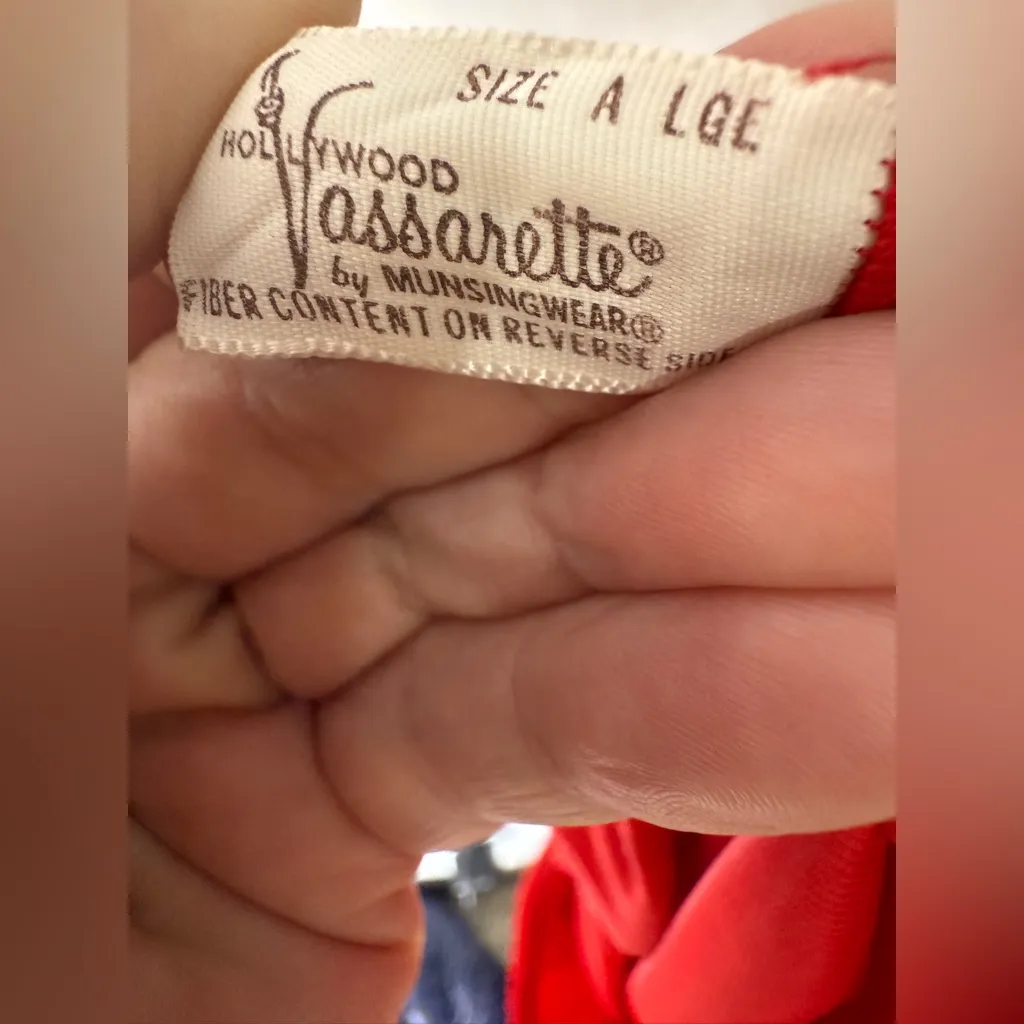 SIZE A LGE
HOLLYWOOD
Vassarette®
by MUNSINGWEAR®
FIBER CONTENT ON REVERSE SIDE